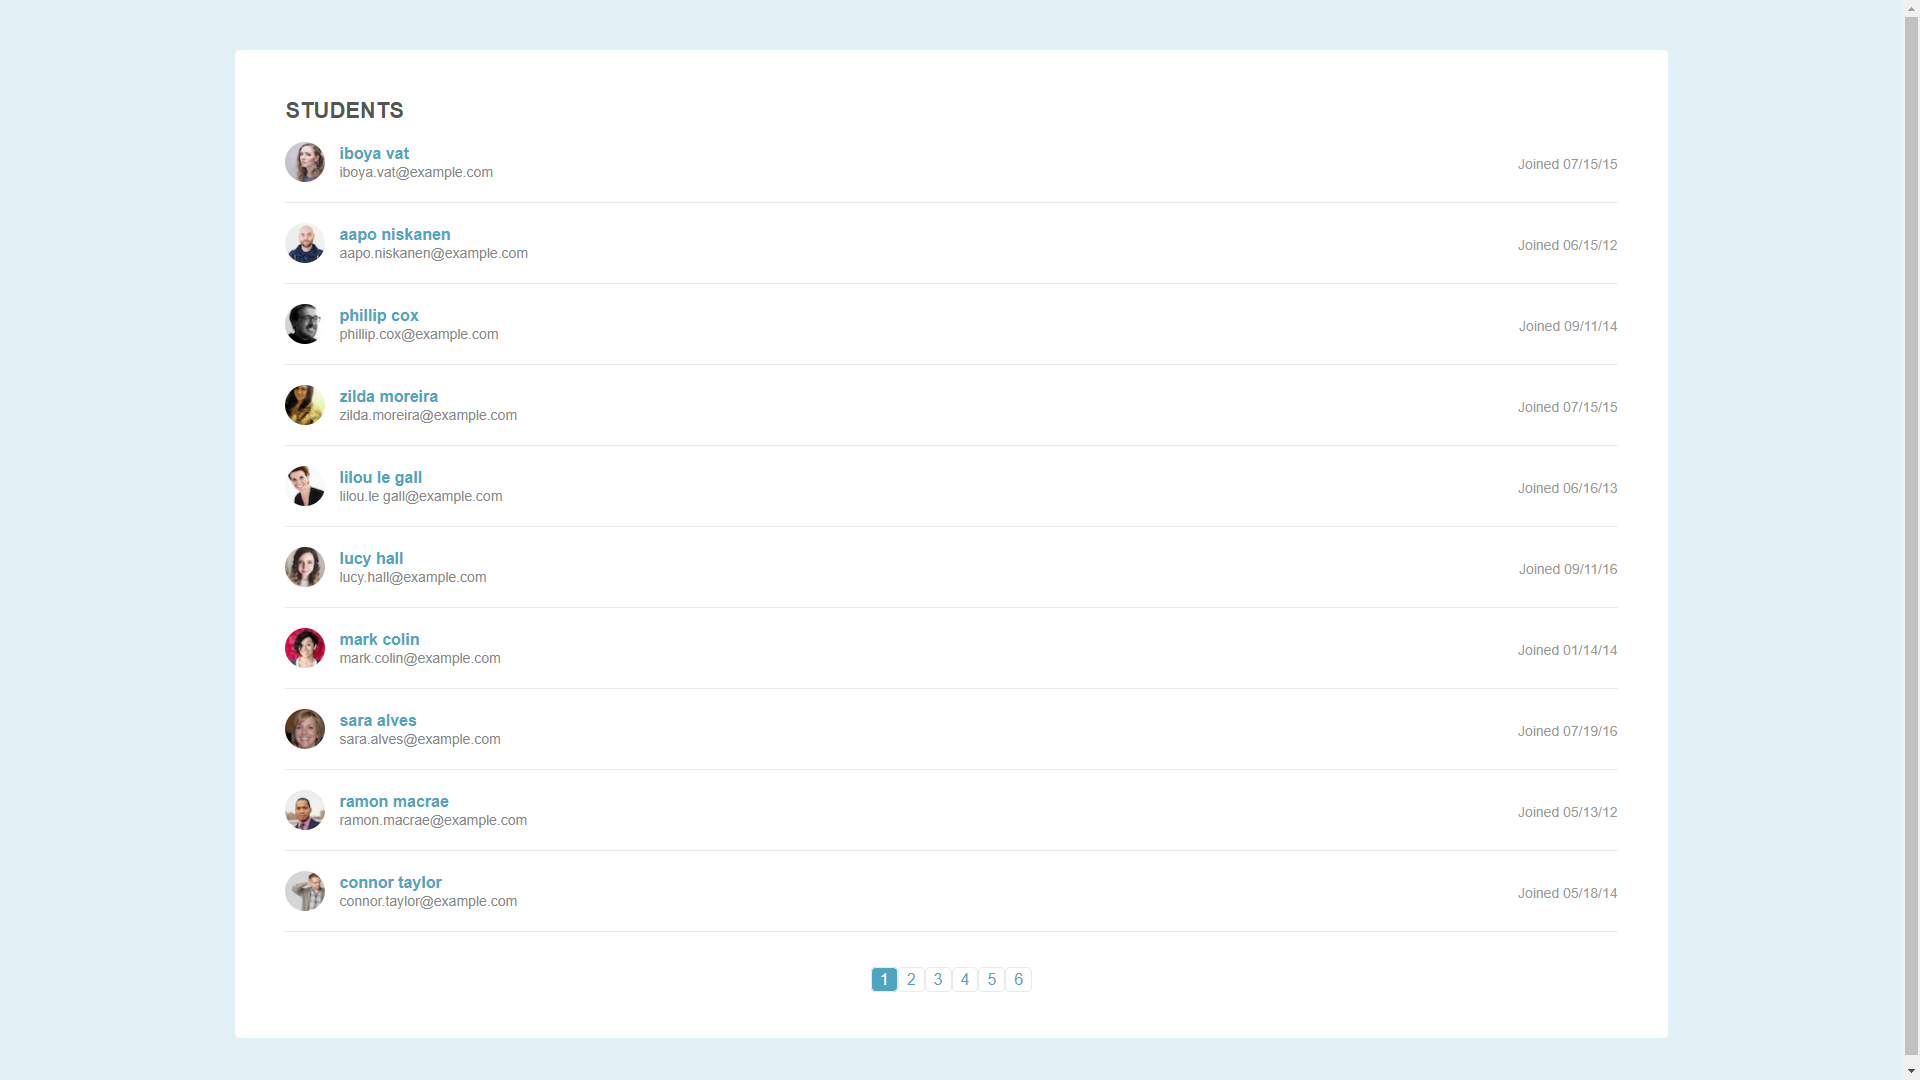 STUDENTS
iboya vat
iboya.vat@example.com
Joined 07/15/15
aapo niskanen
aapo.niskanen@example.com
Joined 06/15/12
phillip cox
phillip.cox@example.com
Joined 09/11/14
zilda moreira
zilda.moreira@example.com
Joined 07/15/15
lilou le gall
lilou.le gall@example.com
Joined 06/16/13
lucy hall
lucy.hall@example.com
Joined 09/11/16
mark colin
mark.colin@example.com
Joined 01/14/14
sara alves
sara.alves@example.com
Joined 07/19/16
ramon macrae
ramon.macrae@example.com
Joined 05/13/12
connor taylor
connor.taylor@example.com
Joined 05/18/14
1 2 3 4 5 6